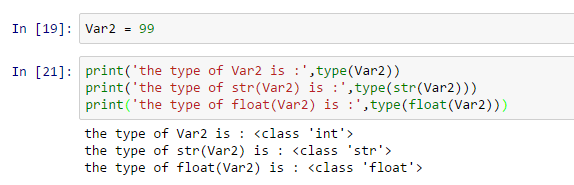 In [19]: Var2 = 99
In [21]: print('the type of Var2 is :',type(Var2))
print('the type of str(Var2) is :',type(str(Var2)))
print('the type of float(Var2) is :',type(float(Var2)))
the type of Var2 is : <class 'int'>
the type of str(Var2) is : <class 'str'>
the type of float(Var2) is : <class 'float'>